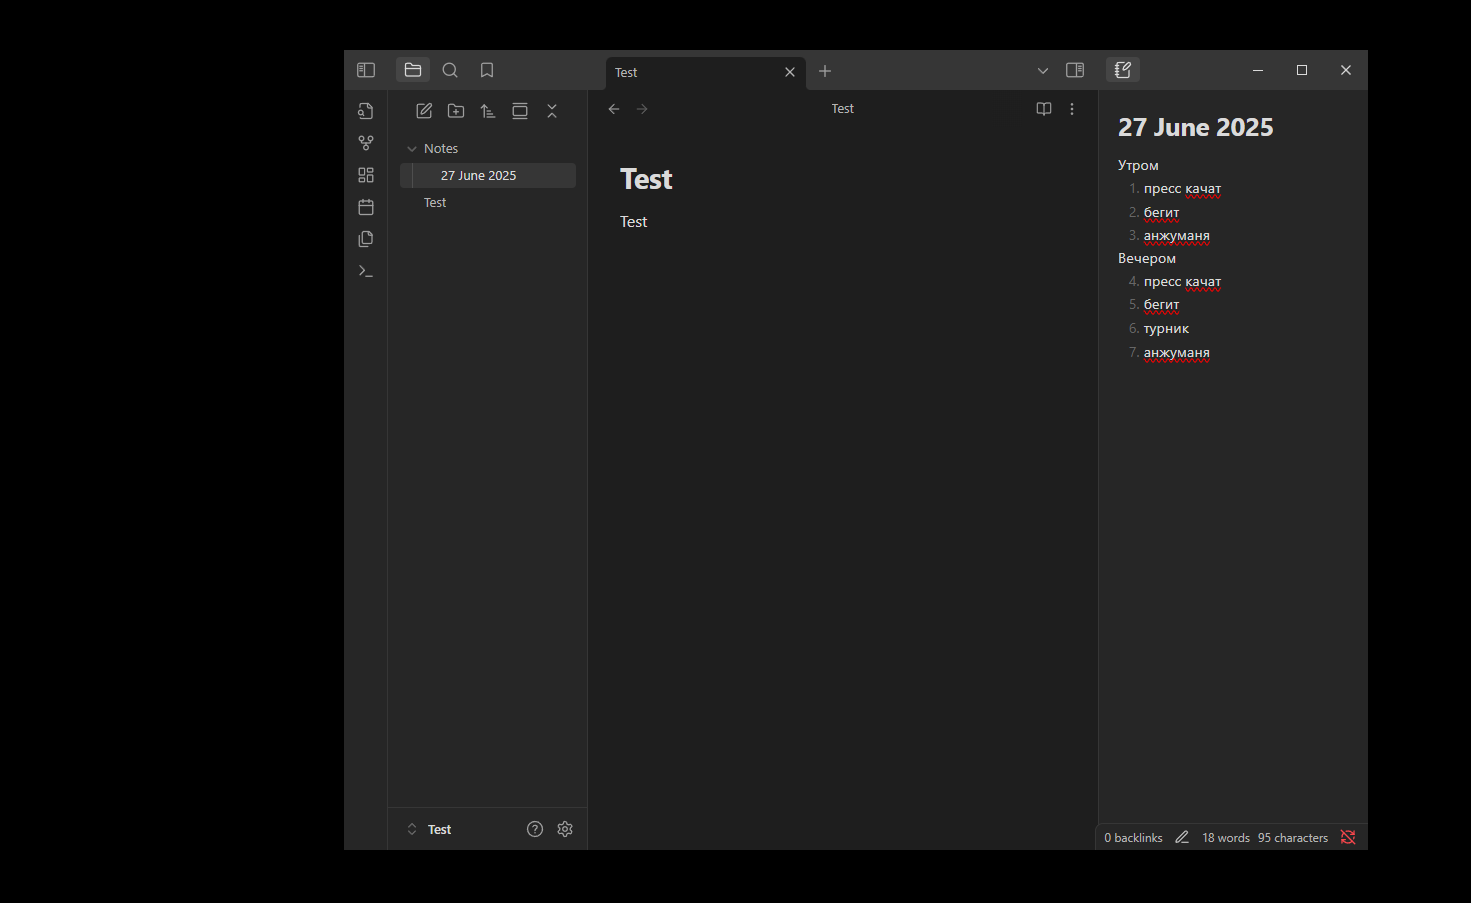 Test
Test
Notes
27 June 2025
Test
Test
Test
27 June 2025
Утром
1. пресс качат
2. бегит
3. анжуманя
Вечером
4. пресс качат
5. бегит
6. турник
7. анжуманя
Test
0 backlinks 18 words 95 characters